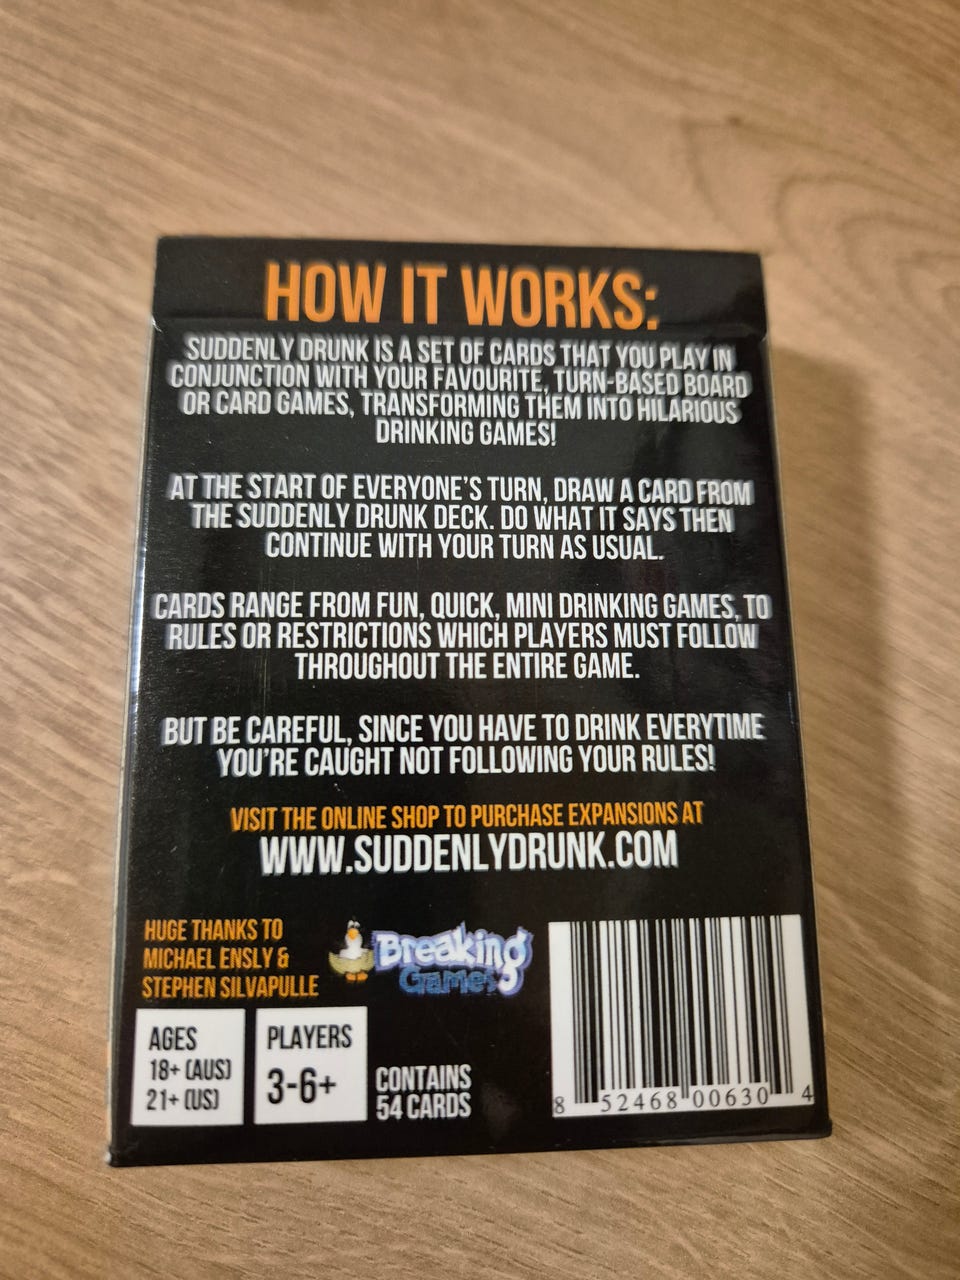 HOW IT WORKS:
SUDDENLY DRUNK IS A SET OF CARDS THAT YOU PLAY IN
CONJUNCTION WITH YOUR FAVOURITE, TURN-BASED BOARD
OR CARD GAMES, TRANSFORMING THEM INTO HILARIOUS
DRINKING GAMES!
AT THE START OF EVERYONE'S TURN, DRAW A CARD FROM
THE SUDDENLY DRUNK DECK. DO WHAT IT SAYS THEN
CONTINUE WITH YOUR TURN AS USUAL.
CARDS RANGE FROM FUN, QUICK, MINI DRINKING GAMES, TO
RULES OR RESTRICTIONS WHICH PLAYERS MUST FOLLOW
THROUGHOUT THE ENTIRE GAME.
BUT BE CAREFUL, SINCE YOU HAVE TO DRINK EVERYTIME
YOU'RE CAUGHT NOT FOLLOWING YOUR RULES!
VISIT THE ONLINE SHOP TO PURCHASE EXPANSIONS AT
WWW.SUDDENLYDRUNK.COM
HUGE THANKS TO
MICHAEL ENSLY &
STEPHEN SILVAPULLE
Breaking
Games
AGES
18+ (AUS)
21+ (US)
PLAYERS
3-6+
CONTAINS
54 CARDS
8 52468 00630 4